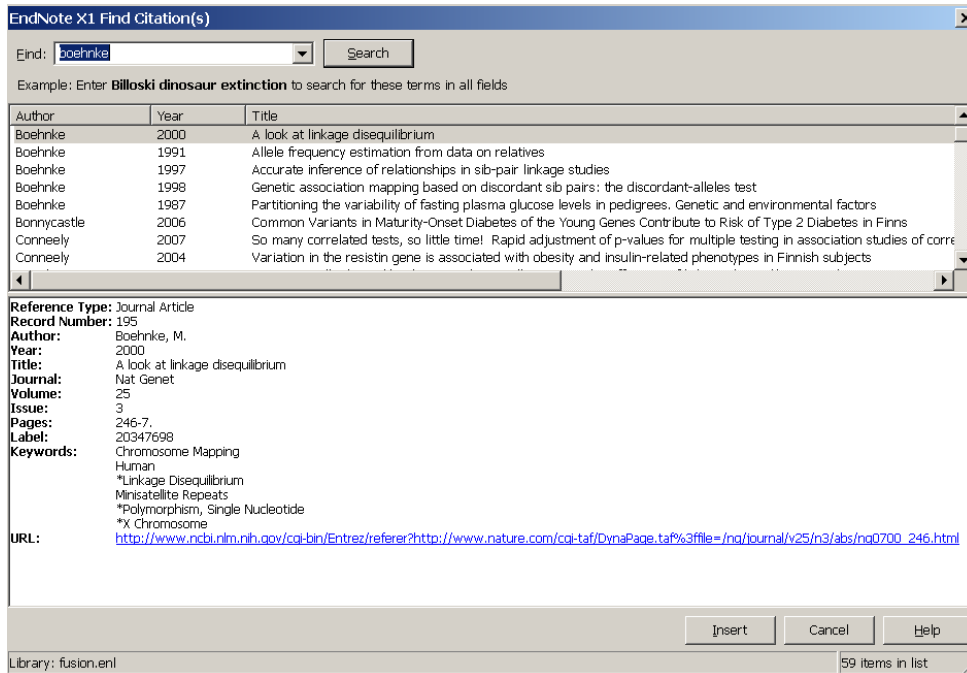 EndNote X1 Find Citation(s)
Find: boehnke Search
Example: Enter Billoski dinosaur extinction to search for these terms in all fields
Author Year Title
Boehnke 2000 A look at linkage disequilibrium
Boehnke 1991 Allele frequency estimation from data on relatives
Boehnke 1997 Accurate inference of relationships in sib-pair linkage studies
Boehnke 1998 Genetic association mapping based on discordant sib pairs: the discordant-alleles test
Boehnke 1987 Partitioning the variability of fasting plasma glucose levels in pedigrees. Genetic and environmental factors
Bonnycastle 2006 Common Variants in Maturity-Onset Diabetes of the Young Genes Contribute to Risk of Type 2 Diabetes in Finns
Conneely 2007 So many correlated tests, so little time! Rapid adjustment of p-values for multiple testing in association studies of corre
Conneely 2004 Variation in the resistin gene is associated with obesity and insulin-related phenotypes in Finnish subjects
Reference Type: Journal Article
Record Number: 195
Author: Boehnke, M.
Year: 2000
Title: A look at linkage disequilibrium
Journal: Nat Genet
Volume: 25
Issue: 3
Pages: 246-7.
Label: 20347698
Keywords: Chromosome Mapping
Human
*Linkage Disequilibrium
Minisatellite Repeats
*Polymorphism, Single Nucleotide
*X Chromosome
URL: http://www.ncbi.nlm.nih.gov/cgi-bin/Entrez/referer?http://www.nature.com/cgi-taf/DynaPage.taf%3ffile=/ng/journal/v25/n3/abs/ng0700_246.html
Insert Cancel Help
Library: fusion.enl 59 items in list